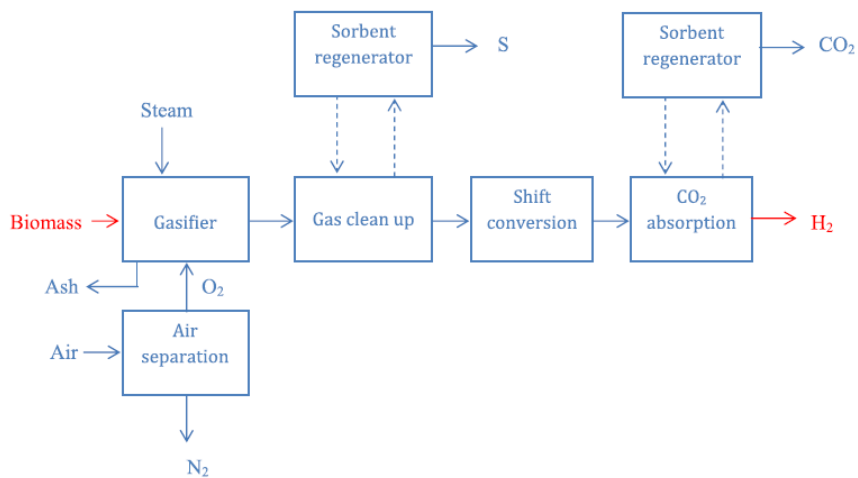 Sorbent
regenerator
S
Sorbent
regenerator
CO₂
Steam
Biomass
Gasifier
Gas clean up
Shift
conversion
CO₂
absorption
H₂
Ash
O₂
Air
Air
separation
N₂